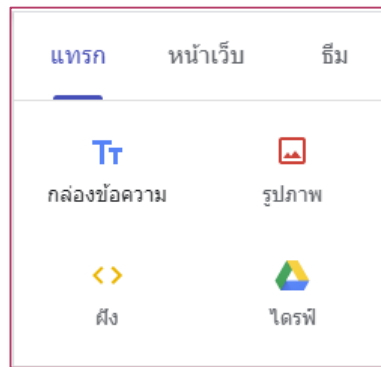 แทรก หน้าเว็บ ธีม
กล่องข้อความ รูปภาพ
ฝัง ไดรฟ์